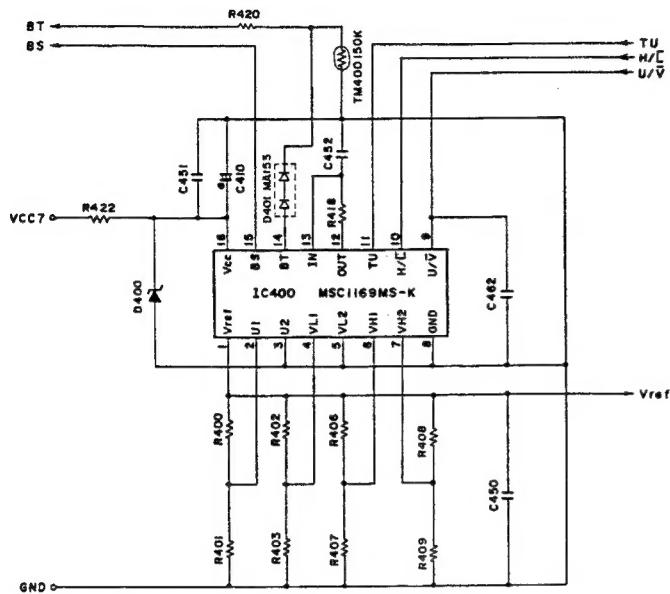 R420
BT
BS
TM400150K
TU
H/L̅
U/V̅
C451
C410
D401 MA153
C452
R418
R422
VCC7
16 15 14 13 12 11 10 9
Vcc BS BT IN OUT TU H/L̅ U/V̅
D400
IC400 MSC1169MS-K
C462
Vref U1 U2 VL1 VL2 VH1 VH2 GND
1 2 3 4 5 6 7 8
Vref
R400
R402
R406
R408
C450
R401
R403
R407
R409
GND